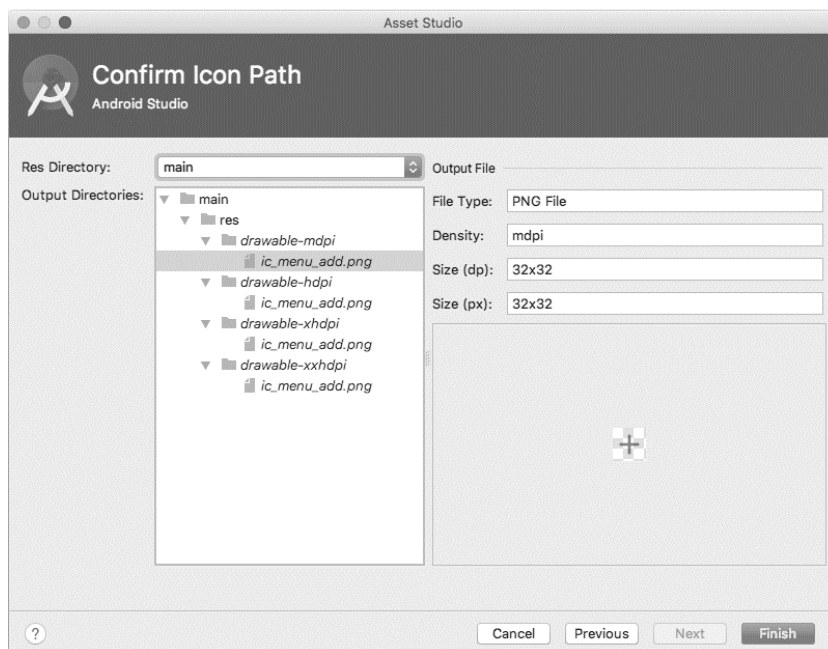 Asset Studio
Confirm Icon Path
Android Studio
Res Directory:
main
Output Directories:
main
res
drawable-mdpi
ic_menu_add.png
drawable-hdpi
ic_menu_add.png
drawable-xhdpi
ic_menu_add.png
drawable-xxhdpi
ic_menu_add.png
Output File
File Type:
PNG File
Density:
mdpi
Size (dp):
32x32
Size (px):
32x32
?
Cancel
Previous
Next
Finish